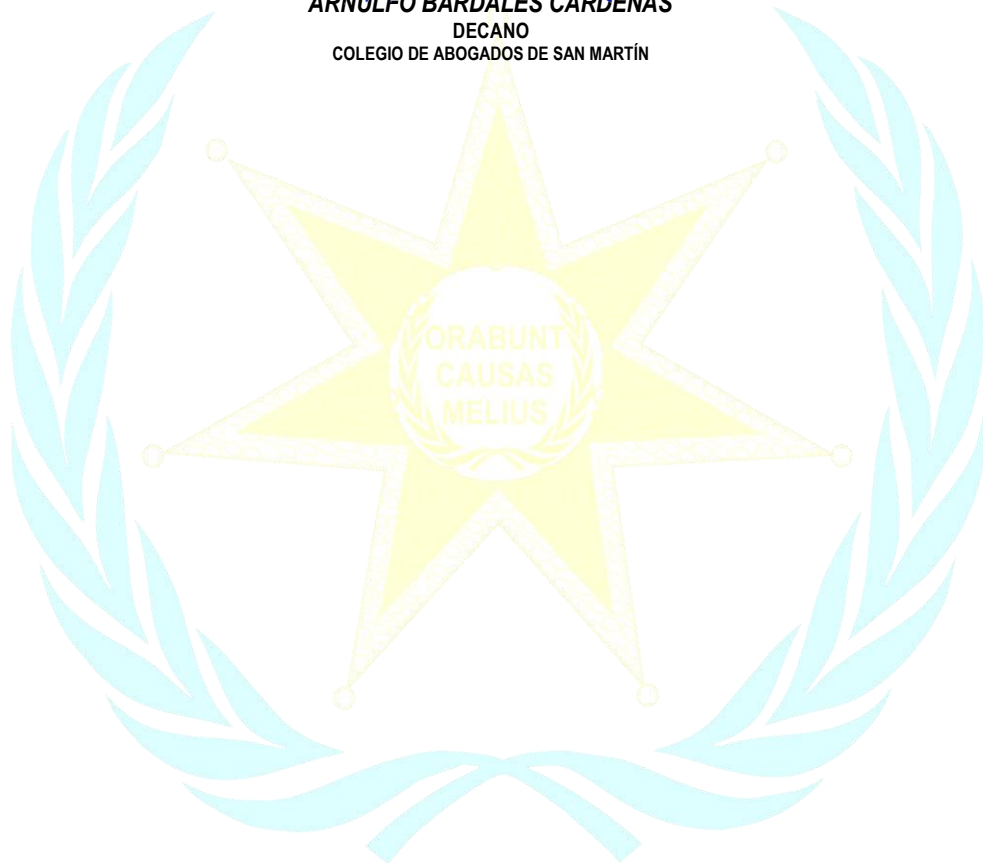 ARNULFO BARDALES CÁRDENAS
DECANO
COLEGIO DE ABOGADOS DE SAN MARTÍN
ORABUNT
CAUSAS
MELIUS